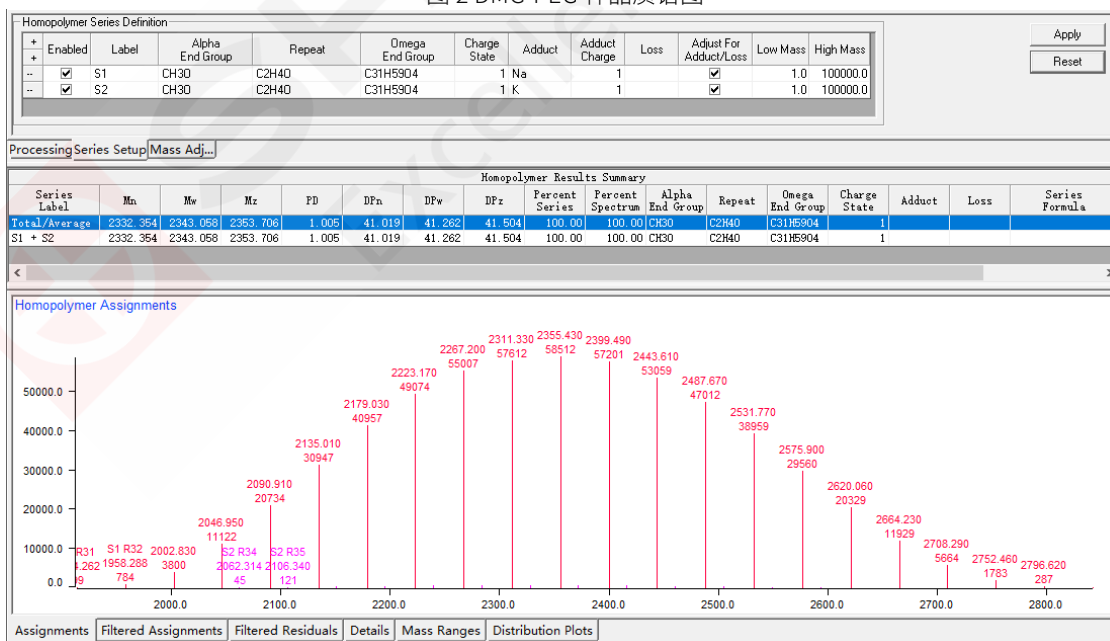 图 2 DMG-PEG 样品质谱图
Homopolymer Series Definition
+ + Enabled Label Alpha End Group Repeat Omega End Group Charge State Adduct Adduct Charge Loss Adjust For Adduct/Loss Low Mass High Mass
-- S1 CH3O C2H4O C31H59O4 1 Na 1 1.0 100000.0
-- S2 CH3O C2H4O C31H59O4 1 K 1 1.0 100000.0
Apply
Reset
Processing Series Setup Mass Adj...
Homopolymer Results Summary
Series Label Mn Mw Mz PD DPn DPw DPz Percent Series Percent Spectrum Alpha End Group Repeat Omega End Group Charge State Adduct Loss Series Formula
Total/Average 2332.354 2343.058 2353.706 1.005 41.019 41.262 41.504 100.00 100.00 CH3O C2H4O C31H59O4 1
S1 + S2 2332.354 2343.058 2353.706 1.005 41.019 41.262 41.504 100.00 100.00 CH3O C2H4O C31H59O4 1
Homopolymer Assignments
2311.330 2355.430 2399.490
57612 58512 57201
2267.200 2443.610
55007 53059
2223.170 2487.670
49074 47012
2179.030 2531.770
40957 38959
2135.010 2575.900
30947 29560
2090.910 2620.060
20734 20329
2046.950 2664.230
11122 11929
R31 S1 R32 2002.830 S2 R34 S2 R35 2708.290
.262 1958.288 3800 2062.314 2106.340 5664 2752.460 2796.620
784 45 121 1783 287
50000.0
40000.0
30000.0
20000.0
10000.0
0.0
2000.0 2100.0 2200.0 2300.0 2400.0 2500.0 2600.0 2700.0 2800.0
Assignments Filtered Assignments Filtered Residuals Details Mass Ranges Distribution Plots